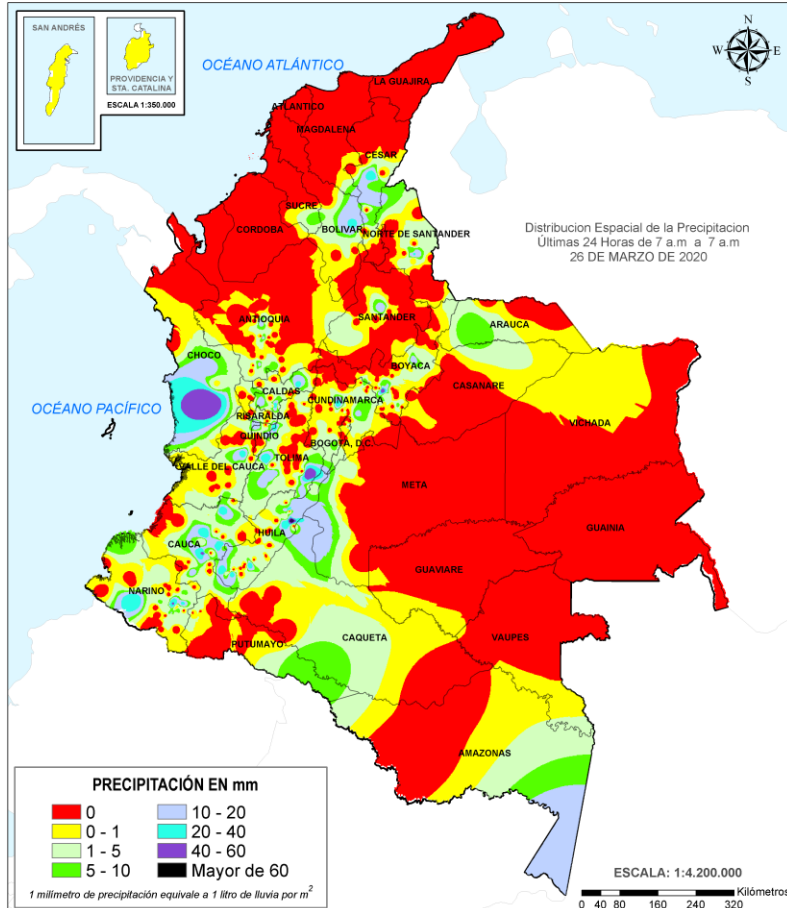 SAN ANDRÉS
PROVIDENCIA Y
STA. CATALINA
ESCALA 1:350.000
OCÉANO ATLÁNTICO
N
W
E
S
LA GUAJIRA
ATLANTICO
MAGDALENA
CESAR
SUCRE
CORDOBA
BOLIVAR
NORTE DE SANTANDER
Distribucion Espacial de la Precipitacion
Últimas 24 Horas de 7 a.m a 7 a.m
26 DE MARZO DE 2020
ANTIOQUIA
SANTANDER
ARAUCA
CHOCO
BOYACA
CASANARE
CALDAS
CUNDINAMARCA
OCÉANO PACÍFICO
RISARALDA
VICHADA
QUINDIO
BOGOTA, D.C.
TOLIMA
VALLE DEL CAUCA
META
GUAINIA
HUILA
CAUCA
GUAVIARE
NARIÑO
CAQUETA
VAUPES
PUTUMAYO
AMAZONAS
PRECIPITACIÓN EN mm
0
10 - 20
0 - 1
20 - 40
1 - 5
40 - 60
5 - 10
Mayor de 60
1 milímetro de precipitación equivale a 1 litro de lluvia por m²
ESCALA: 1:4.200.000
Kilómetros
0 40 80 160 240 320